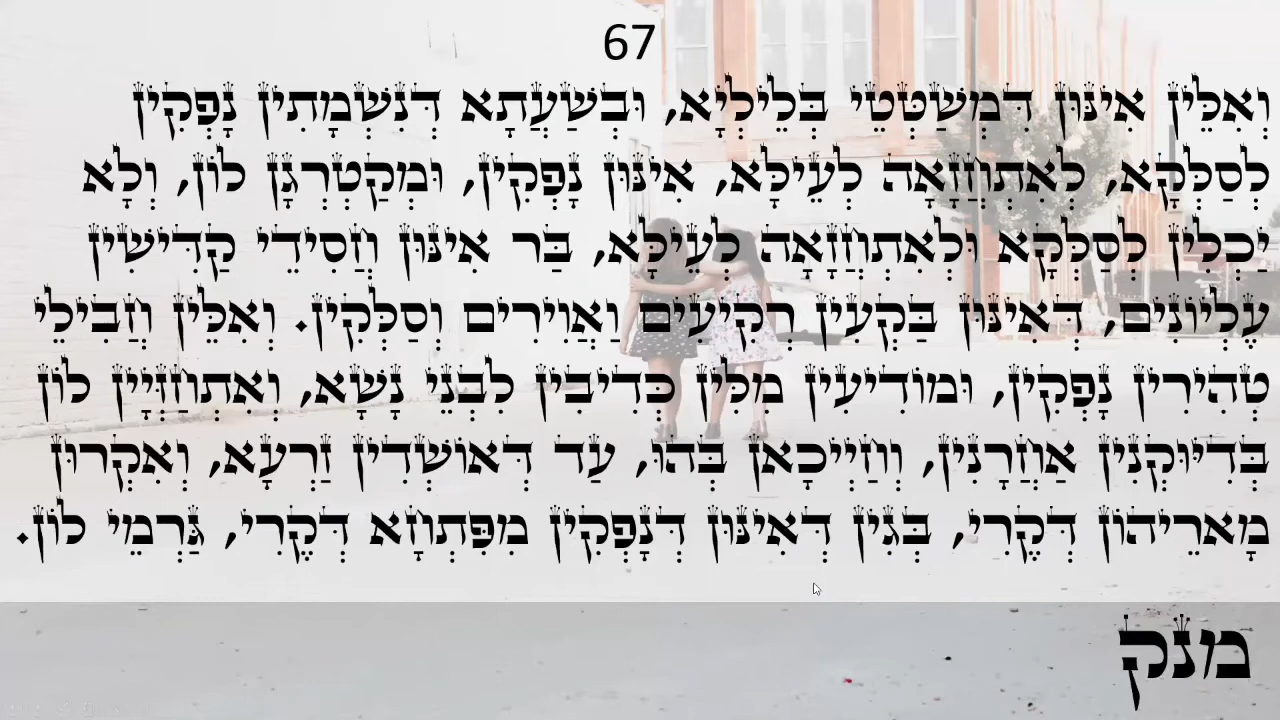 67
וְאִלֵּין אִינּוּן דִּמְשַׁטְּטֵי בְּלֵילְיָא, וּבְשַׁעֲתָא דְּנִשְׁמָתִין נָפְּקִין
לְסַלְּקָא, לְאִתְוְחֲזָאָה לְעֵילָּא, אִינּוּן נָפְּקִין, וּמְקַטְרְגָן לוֹן, וְלָא
יַכְלִין לְסַלְּקָא וּלְאִתְחֲזָאָה לְעֵילָּא, בַּר אִינּוּן חֲסִידֵי קַדִּישִׁין
עֶלְיוֹנִים, דְּאִינּוּן בַּקְעִין רְקִיעִים וַאֲוִירִים וְסַלְּקִין. וְאִלֵּין חֲבִילֵי
טְהִירִין נָפְּקִין, וּמוֹדִיעִין מִלִּין כְּדִיבִין לִבְנֵי נָשָׁא, וְאִתְחַזְּיָין לוֹן
בְּדִיּוּקְנִין אַחֲרָנִין, וְחַיְיכָאן בְּהוּ, עַד דְּאוֹשְׁדִין זַרְעָא, וְאִקְרוּן
מָארֵיהוֹן דְּקֶרִי, בְּגִין דְּאִינּוּן דְּנָפְּקִין מִפִּתְחָא דְּקֶרִי, גַּרְמֵי לוֹן.
מנק